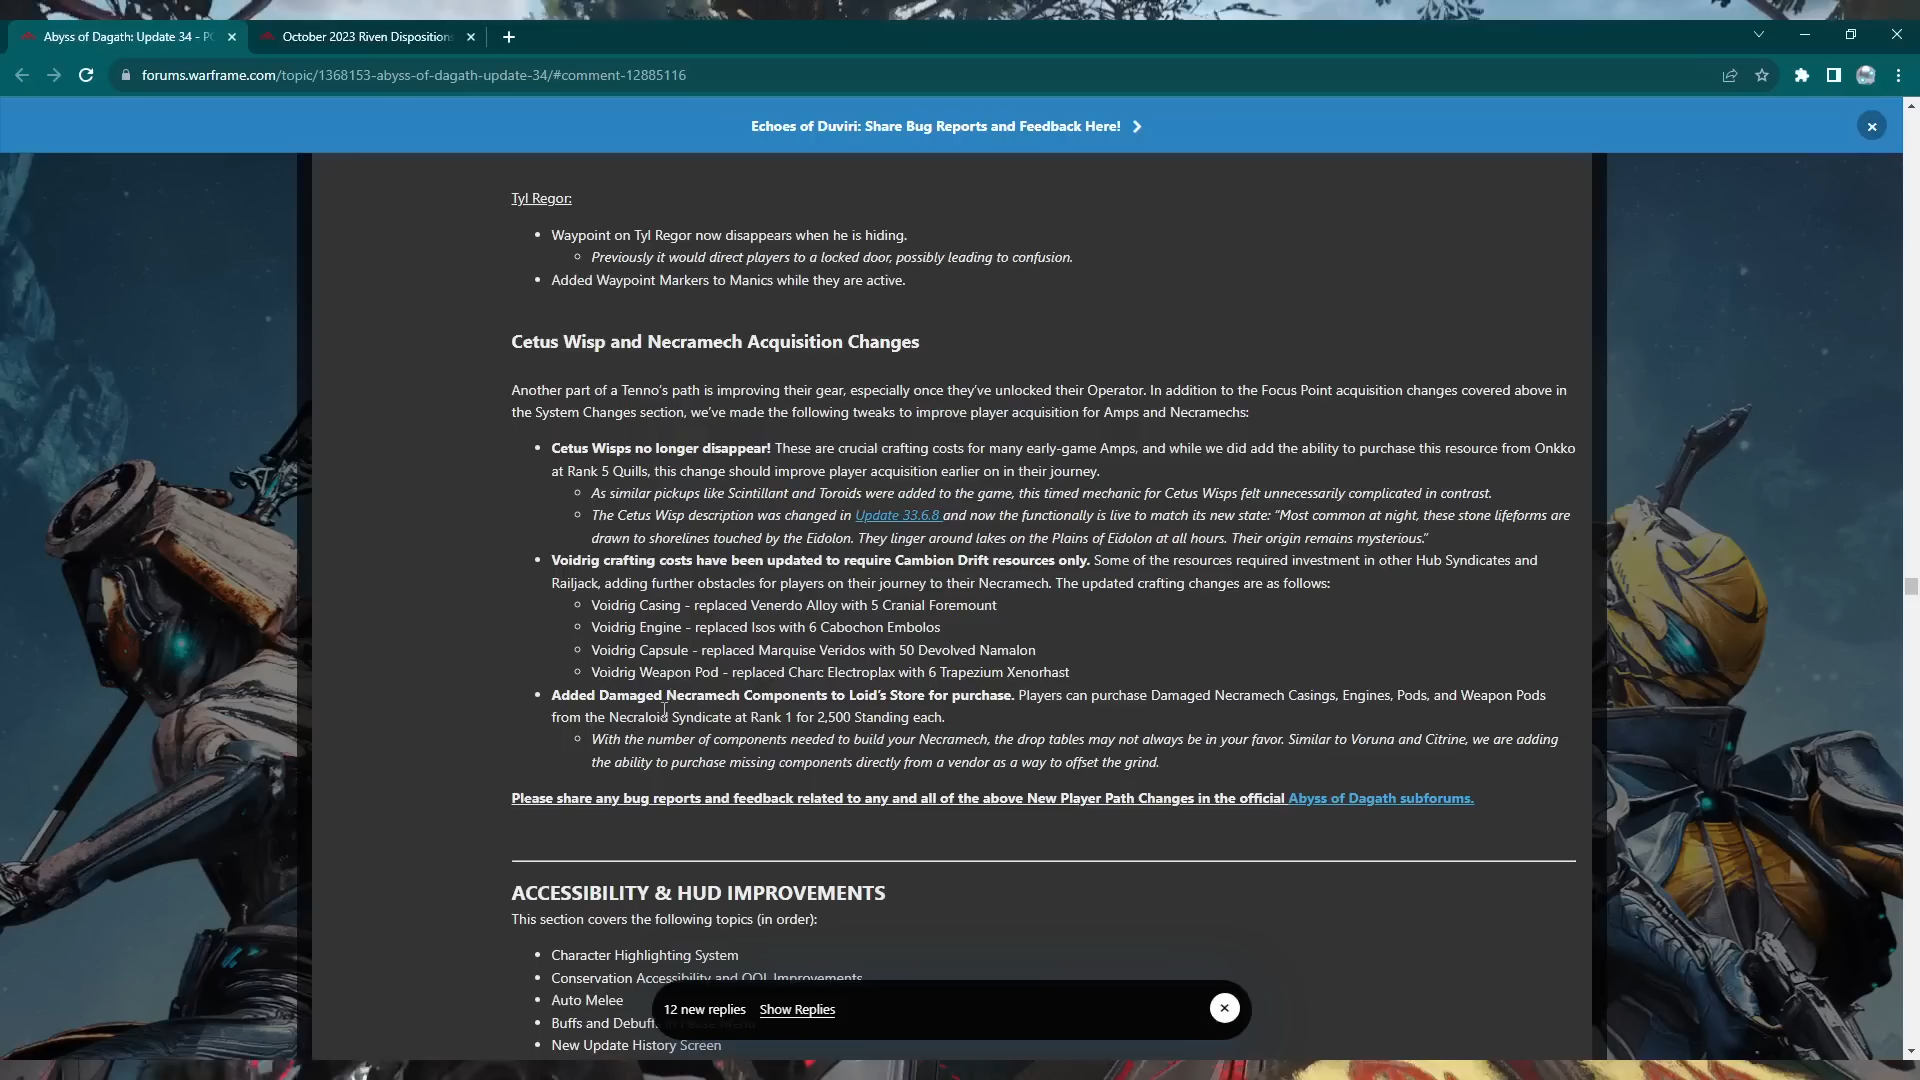 Abyss of Dagath: Update 34 - PC
October 2023 Riven Dispositions
forums.warframe.com/topic/1368153-abyss-of-dagath-update-34/#comment-12885116
Echoes of Duviri: Share Bug Reports and Feedback Here!
Tyl Regor:
Waypoint on Tyl Regor now disappears when he is hiding.
Previously it would direct players to a locked door, possibly leading to confusion.
Added Waypoint Markers to Manics while they are active.
Cetus Wisp and Necramech Acquisition Changes
Another part of a Tenno's path is improving their gear, especially once they've unlocked their Operator. In addition to the Focus Point acquisition changes covered above in
the System Changes section, we've made the following tweaks to improve player acquisition for Amps and Necramechs:
Cetus Wisps no longer disappear! These are crucial crafting costs for many early-game Amps, and while we did add the ability to purchase this resource from Onkko
at Rank 5 Quills, this change should improve player acquisition earlier on in their journey.
As similar pickups like Scintillant and Toroids were added to the game, this timed mechanic for Cetus Wisps felt unnecessarily complicated in contrast.
The Cetus Wisp description was changed in Update 33.6.8 and now the functionally is live to match its new state: "Most common at night, these stone lifeforms are
drawn to shorelines touched by the Eidolon. They linger around lakes on the Plains of Eidolon at all hours. Their origin remains mysterious."
Voidrig crafting costs have been updated to require Cambion Drift resources only. Some of the resources required investment in other Hub Syndicates and
Railjack, adding further obstacles for players on their journey to their Necramech. The updated crafting changes are as follows:
Voidrig Casing - replaced Venerdo Alloy with 5 Cranial Foremount
Voidrig Engine - replaced Isos with 6 Cabochon Embolos
Voidrig Capsule - replaced Marquise Veridos with 50 Devolved Namalon
Voidrig Weapon Pod - replaced Charc Electroplax with 6 Trapezium Xenorhast
Added Damaged Necramech Components to Loid's Store for purchase. Players can purchase Damaged Necramech Casings, Engines, Pods, and Weapon Pods
from the Necraloid Syndicate at Rank 1 for 2,500 Standing each.
With the number of components needed to build your Necramech, the drop tables may not always be in your favor. Similar to Voruna and Citrine, we are adding
the ability to purchase missing components directly from a vendor as a way to offset the grind.
Please share any bug reports and feedback related to any and all of the above New Player Path Changes in the official Abyss of Dagath subforums.
ACCESSIBILITY & HUD IMPROVEMENTS
This section covers the following topics (in order):
Character Highlighting System
Conservation Accessibility and QOL Improvements
Auto Melee
Buffs and Debuff
12 new replies Show Replies
New Update History Screen